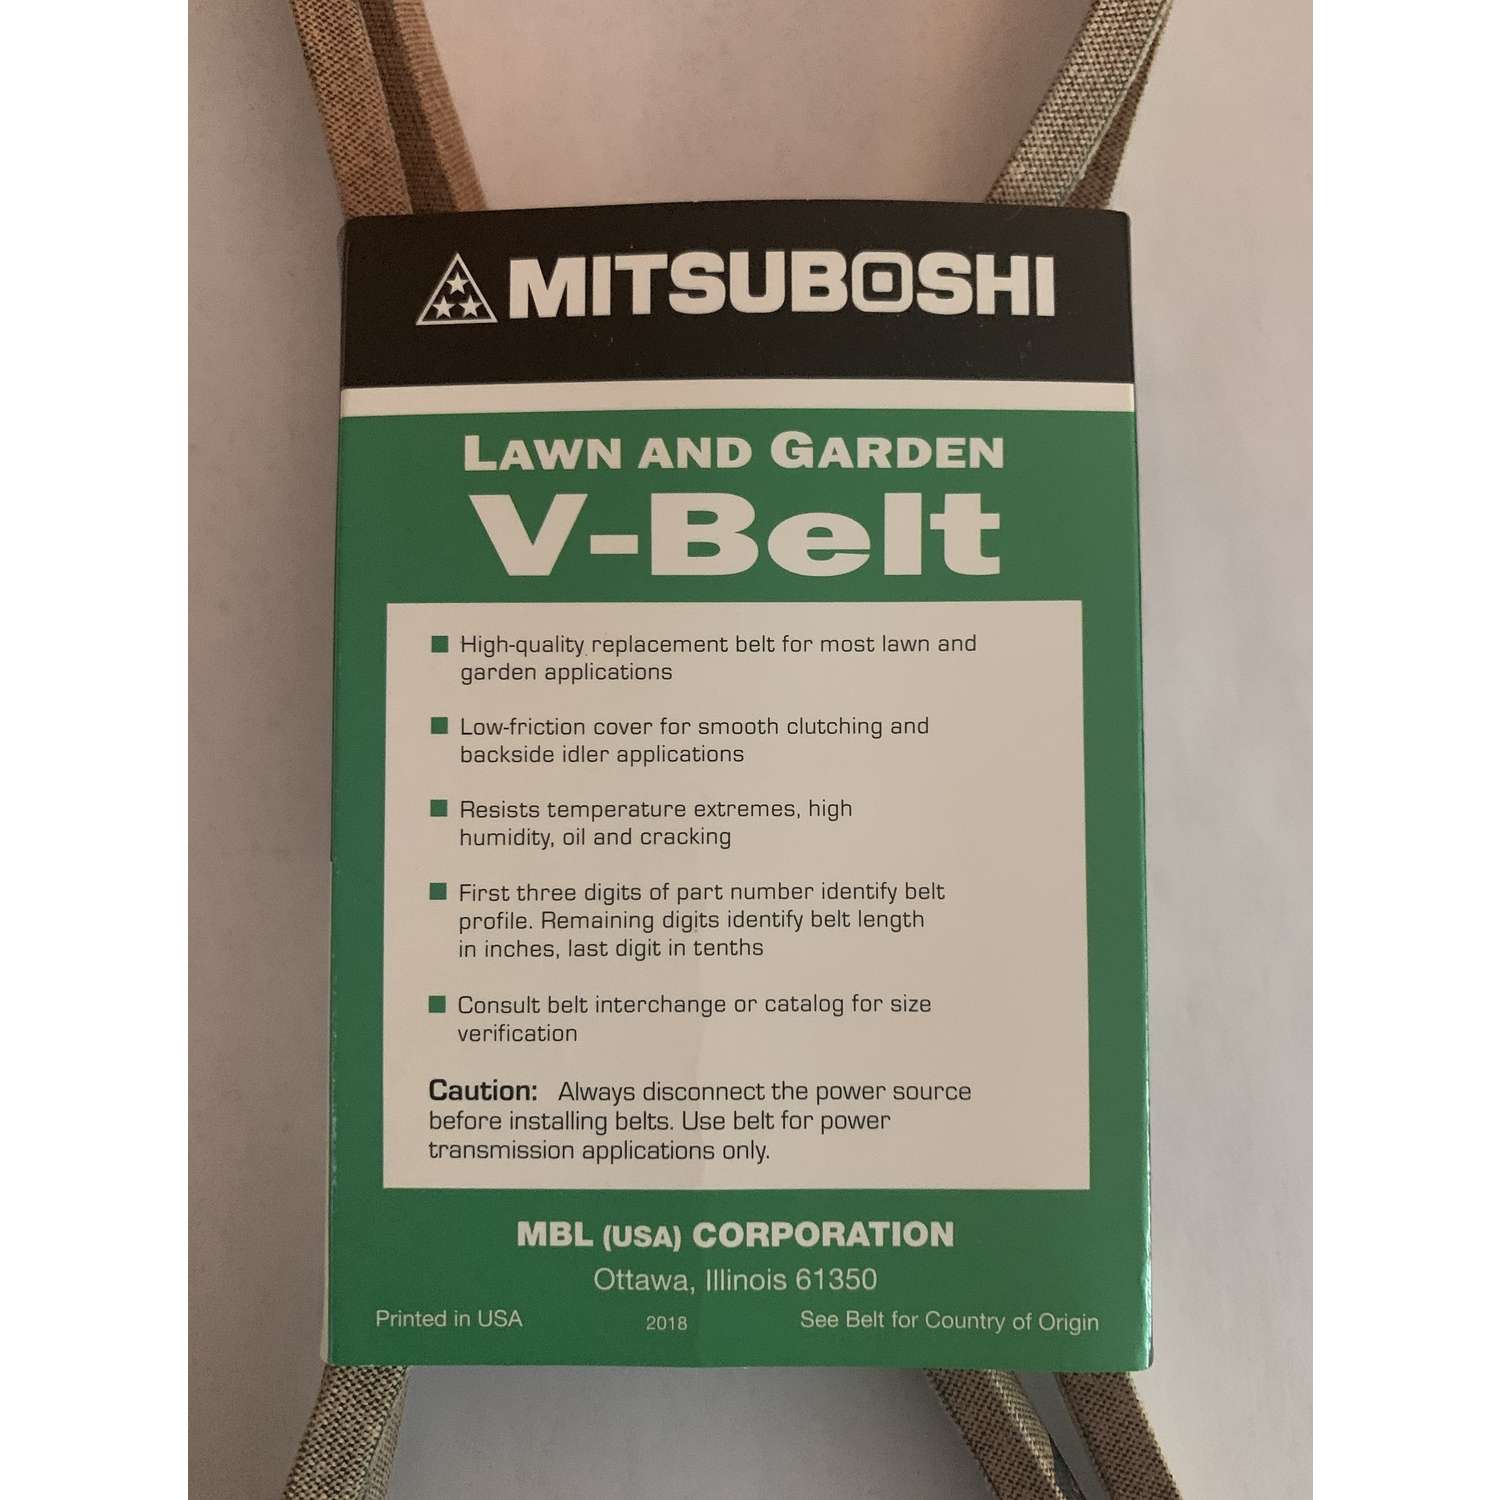 MITSUBOSHI
LAWN AND GARDEN
V-Belt
High-quality replacement belt for most lawn and
garden applications
Low-friction cover for smooth clutching and
backside idler applications
Resists temperature extremes, high
humidity, oil and cracking
First three digits of part number identify belt
profile. Remaining digits identify belt length
in inches, last digit in tenths
Consult belt interchange or catalog for size
verification
Caution: Always disconnect the power source
before installing belts. Use belt for power
transmission applications only.
MBL (USA) CORPORATION
Ottawa, Illinois 61350
Printed in USA 2018 See Belt for Country of Origin